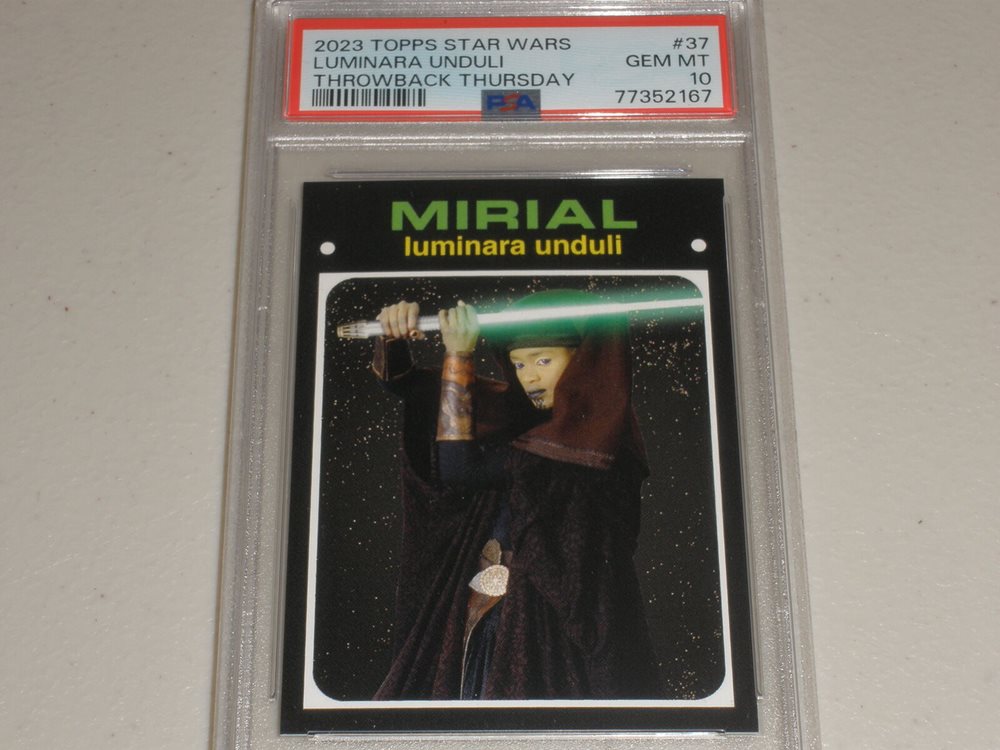 2023 TOPPS STAR WARS #37
LUMINARA UNDULI GEM MT
THROWBACK THURSDAY 10
PSA 77352167
MIRIAL
luminara unduli